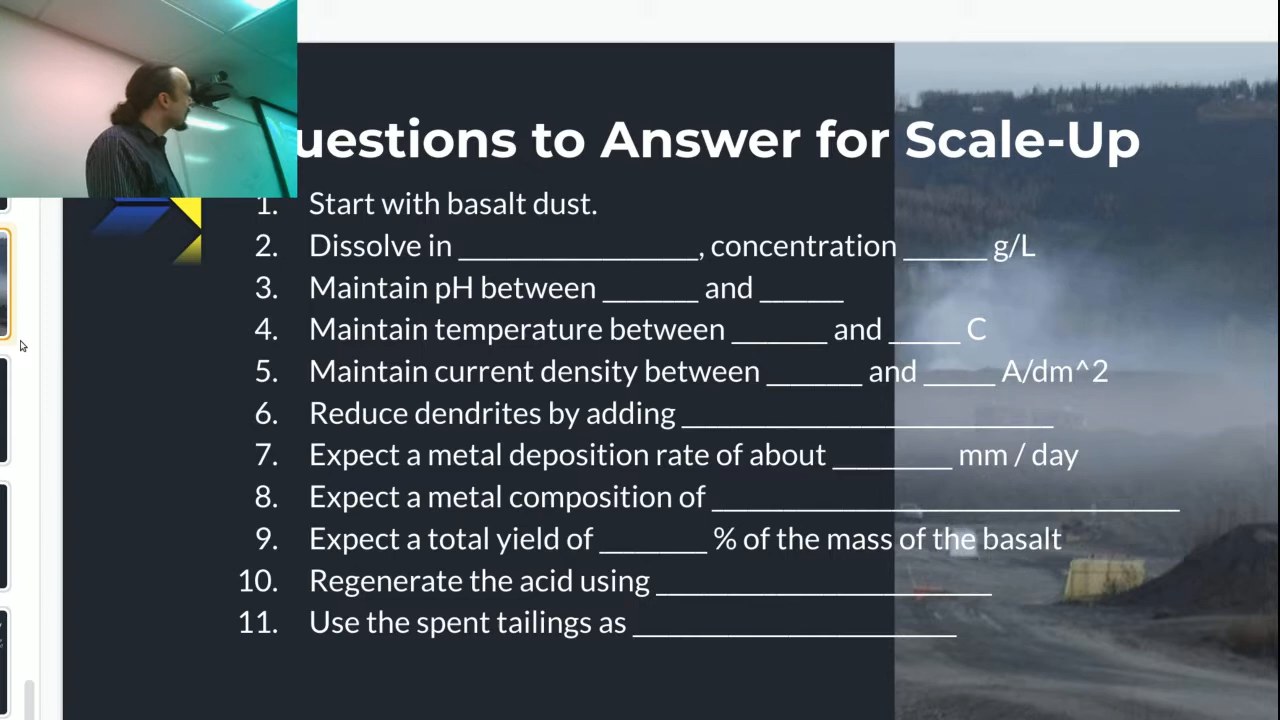 uestions to Answer for Scale-Up
1. Start with basalt dust.
2. Dissolve in _________________, concentration ______ g/L
3. Maintain pH between _______ and ______
4. Maintain temperature between _______ and _____ C
5. Maintain current density between _______ and _____ A/dm^2
6. Reduce dendrites by adding ___________________________
7. Expect a metal deposition rate of about _________ mm / day
8. Expect a metal composition of __________________________________
9. Expect a total yield of ________ % of the mass of the basalt
10. Regenerate the acid using ________________________
11. Use the spent tailings as _______________________